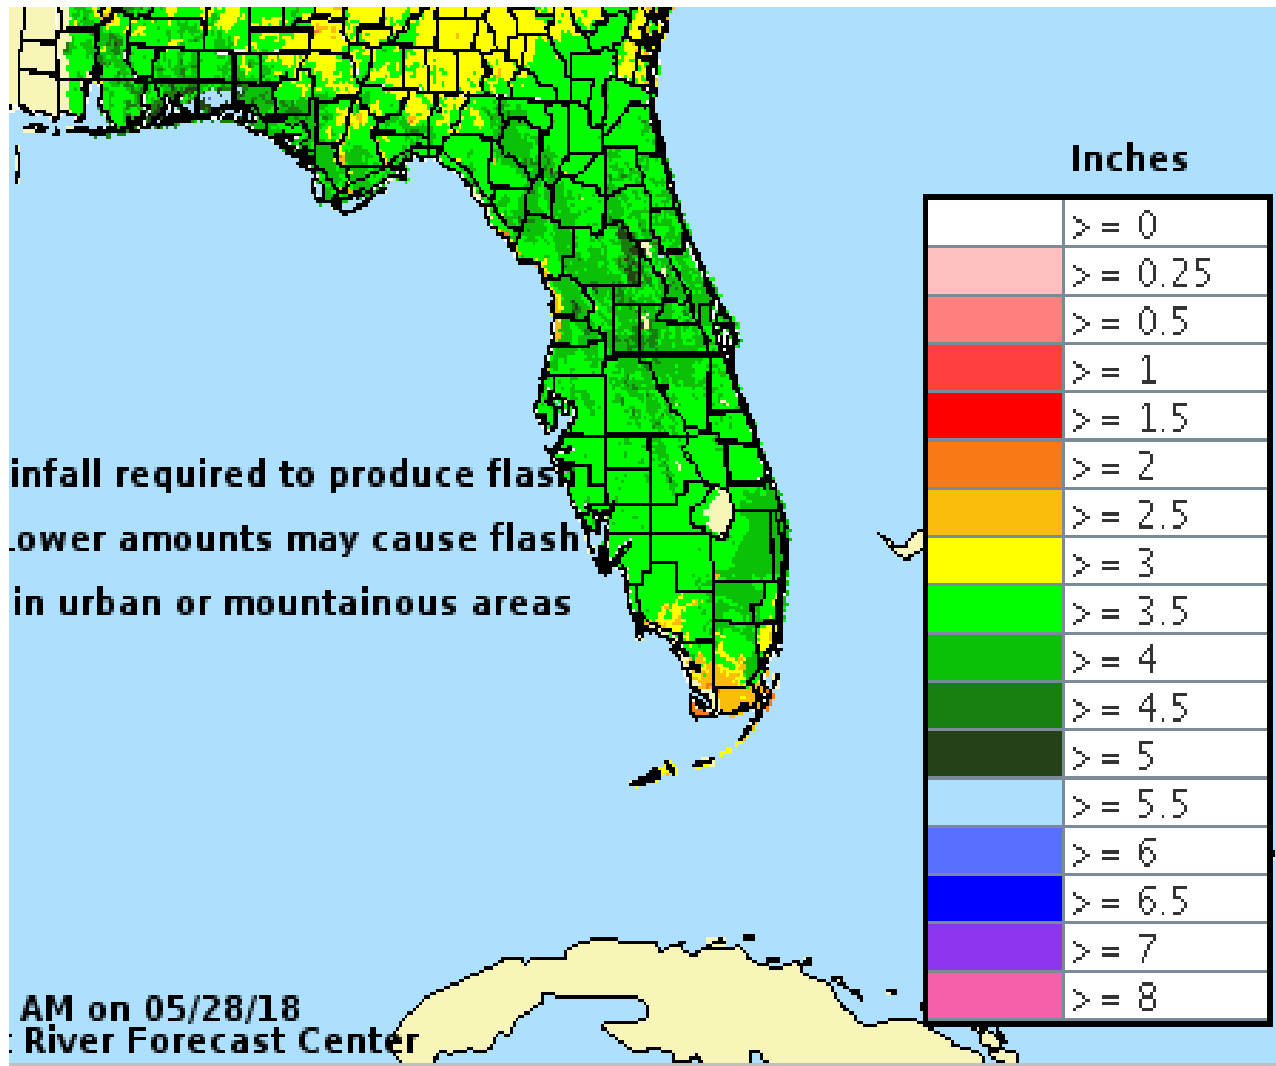 Inches
> = 0
> = 0.25
> = 0.5
> = 1
> = 1.5
> = 2
> = 2.5
> = 3
> = 3.5
> = 4
> = 4.5
> = 5
> = 5.5
> = 6
> = 6.5
> = 7
> = 8
infall required to produce flash
Lower amounts may cause flash
in urban or mountainous areas
AM on 05/28/18
River Forecast Center